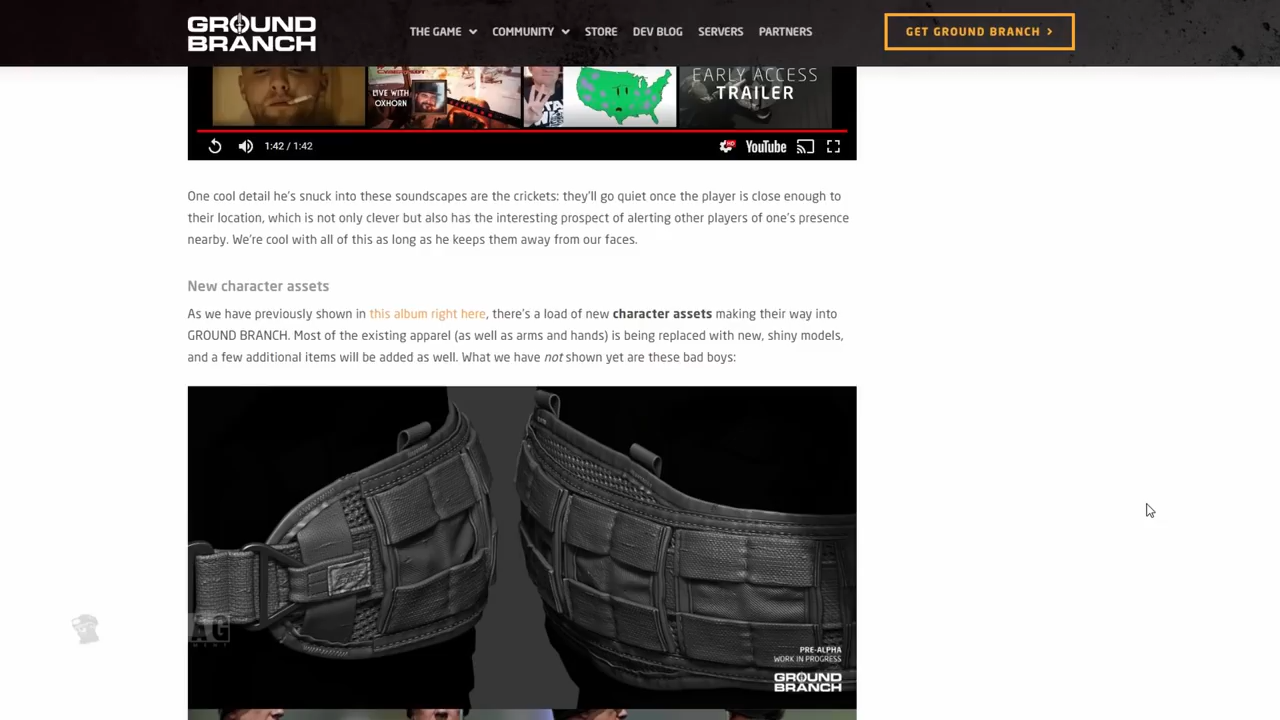 GROUND
BRANCH
THE GAME
COMMUNITY
STORE
DEV BLOG
SERVERS
PARTNERS
GET GROUND BRANCH >
LIVE WITH
OXHORN
EARLY ACCESS
TRAILER
1:42 / 1:42
HD
YouTube
One cool detail he's snuck into these soundscapes are the crickets: they'll go quiet once the player is close enough to
their location, which is not only clever but also has the interesting prospect of alerting other players of one's presence
nearby. We're cool with all of this as long as he keeps them away from our faces.
New character assets
As we have previously shown in this album right here, there's a load of new character assets making their way into
GROUND BRANCH. Most of the existing apparel (as well as arms and hands) is being replaced with new, shiny models,
and a few additional items will be added as well. What we have not shown yet are these bad boys:
AG
PRE-ALPHA
WORK IN PROGRESS
GROUND
BRANCH